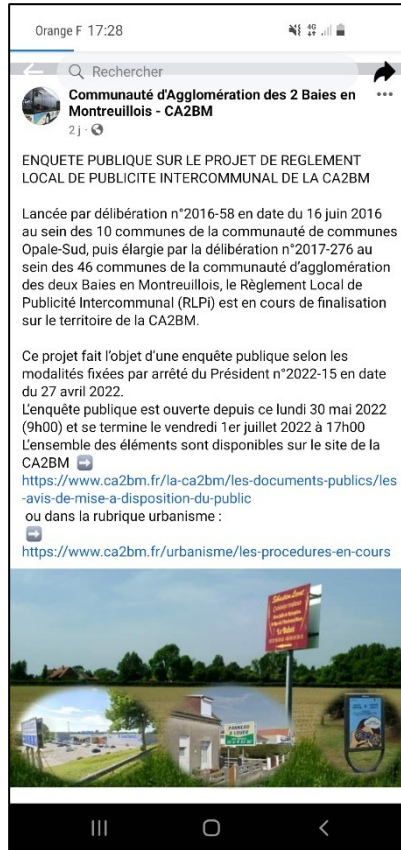 Orange F 17:28
4G
Rechercher
Communauté d'Agglomération des 2 Baies en
Montreuillois - CA2BM
2 j
ENQUETE PUBLIQUE SUR LE PROJET DE REGLEMENT
LOCAL DE PUBLICITE INTERCOMMUNAL DE LA CA2BM
Lancée par délibération n°2016-58 en date du 16 juin 2016
au sein des 10 communes de la communauté de communes
Opale-Sud, puis élargie par la délibération n°2017-276 au
sein des 46 communes de la communauté d'agglomération
des deux Baies en Montreuillois, le Règlement Local de
Publicité Intercommunal (RLPi) est en cours de finalisation
sur le territoire de la CA2BM.
Ce projet fait l'objet d'une enquête publique selon les
modalités fixées par arrêté du Président n°2022-15 en date
du 27 avril 2022.
L'enquête publique est ouverte depuis ce lundi 30 mai 2022
(9h00) et se termine le vendredi 1er juillet 2022 à 17h00
L'ensemble des éléments sont disponibles sur le site de la
CA2BM ➡
https://www.ca2bm.fr/la-ca2bm/les-documents-publics/les
-avis-de-mise-a-disposition-du-public
ou dans la rubrique urbanisme :
➡
https://www.ca2bm.fr/urbanisme/les-procedures-en-cours
PANNEAU
A LOUER